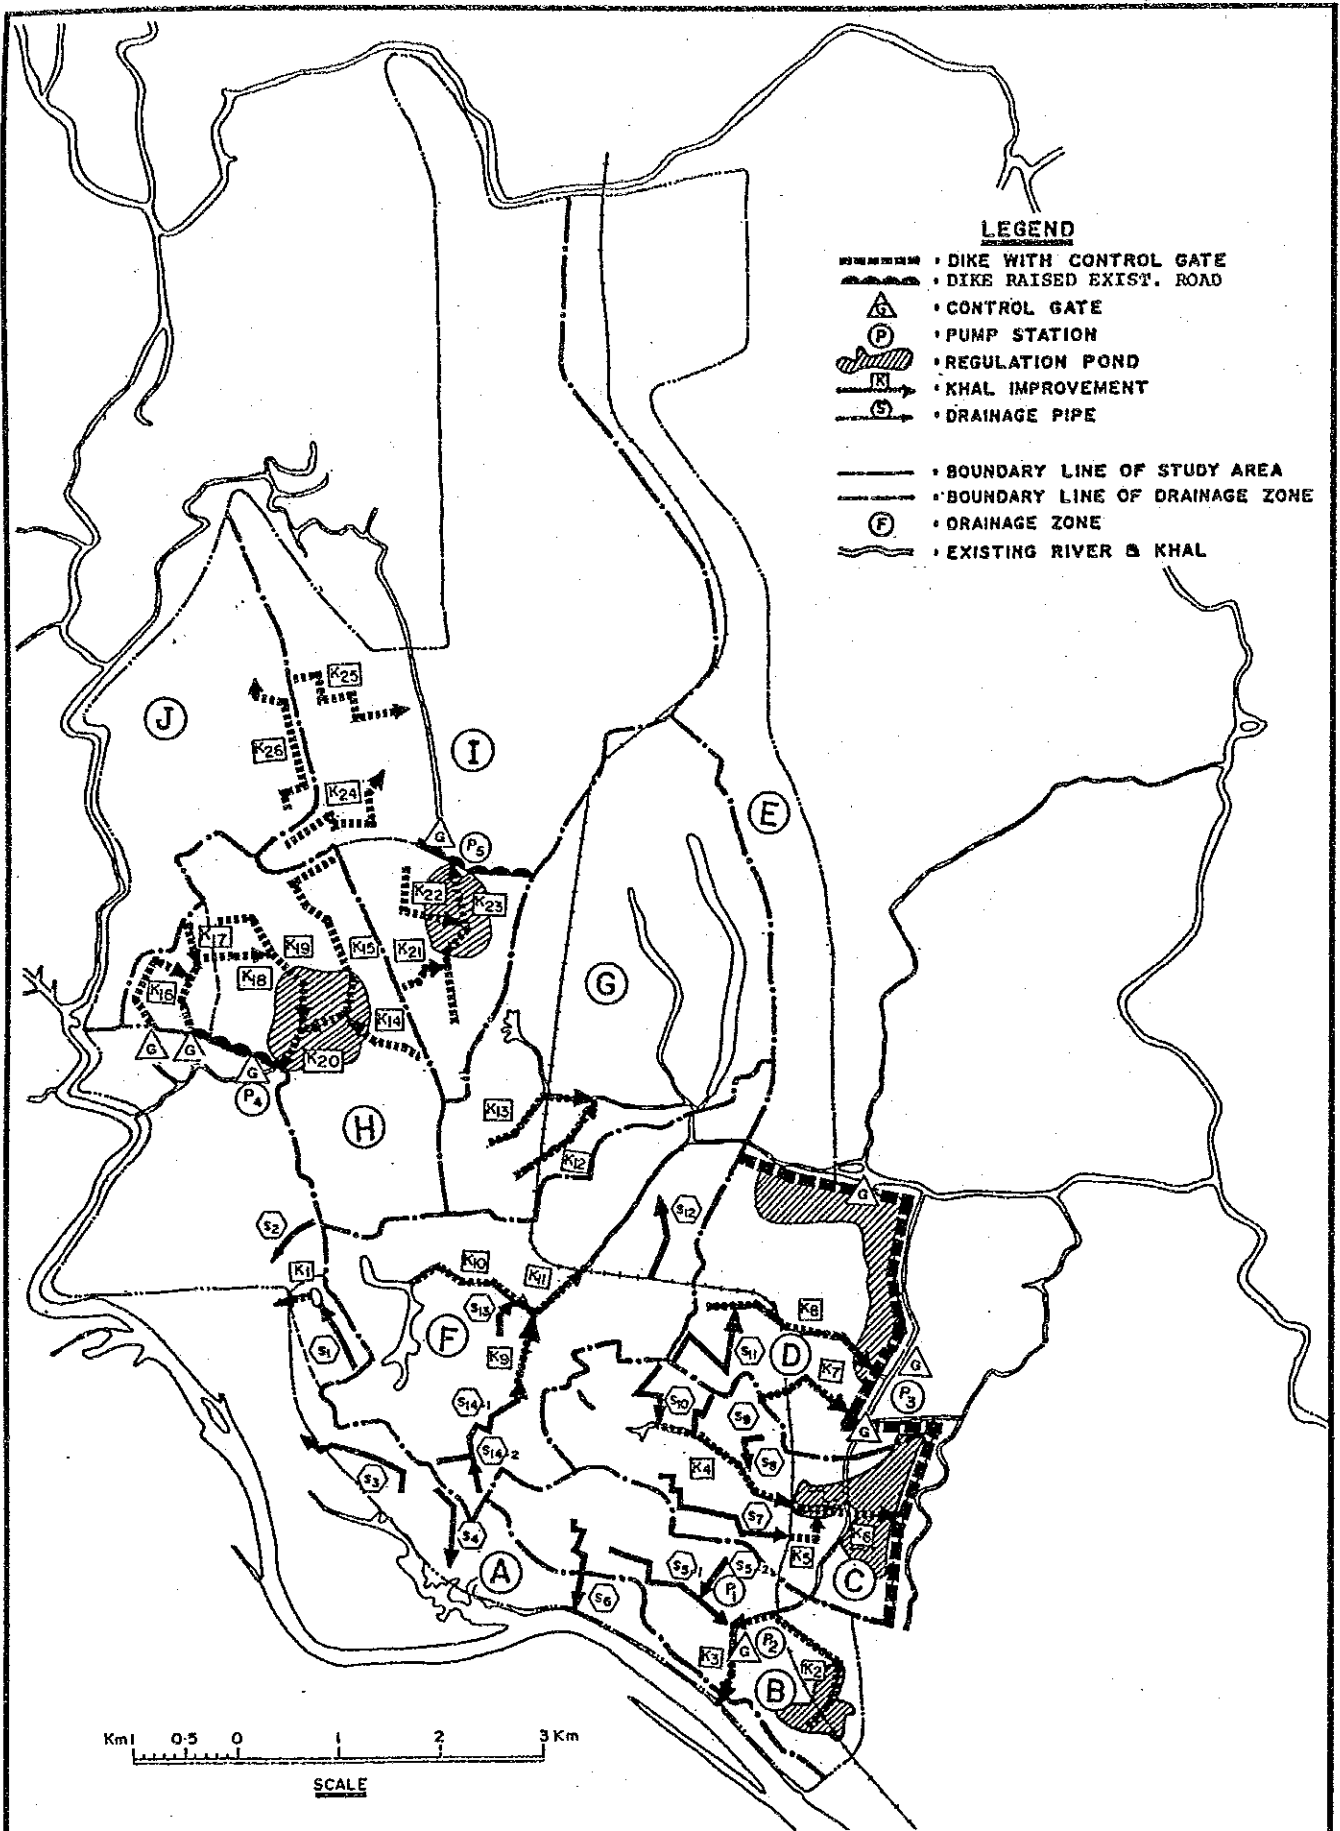 LEGEND
DIKE WITH CONTROL GATE
DIKE RAISED EXIST. ROAD
G CONTROL GATE
P PUMP STATION
REGULATION POND
K KHAL IMPROVEMENT
S DRAINAGE PIPE
BOUNDARY LINE OF STUDY AREA
BOUNDARY LINE OF DRAINAGE ZONE
F DRAINAGE ZONE
EXISTING RIVER & KHAL
K25
J
K26
I
K24
E
G
P5
K22
K23
K17
K19
K15
K21
K18
G
K16
K14
G
G
K20
G
P4
K13
H
K12
G
S2
S12
K1
K10
K11
S13
K8
F
S1
K9
S11
D
K7
G
P3
S14-1
S10
S9
G
S14-2
S3
K4
S8
S7
S4
K6
K5
A
S5-1
S5-2
C
P1
S6
P2
G
K3
K2
B
Km1 0·5 0 1 2 3 Km
SCALE